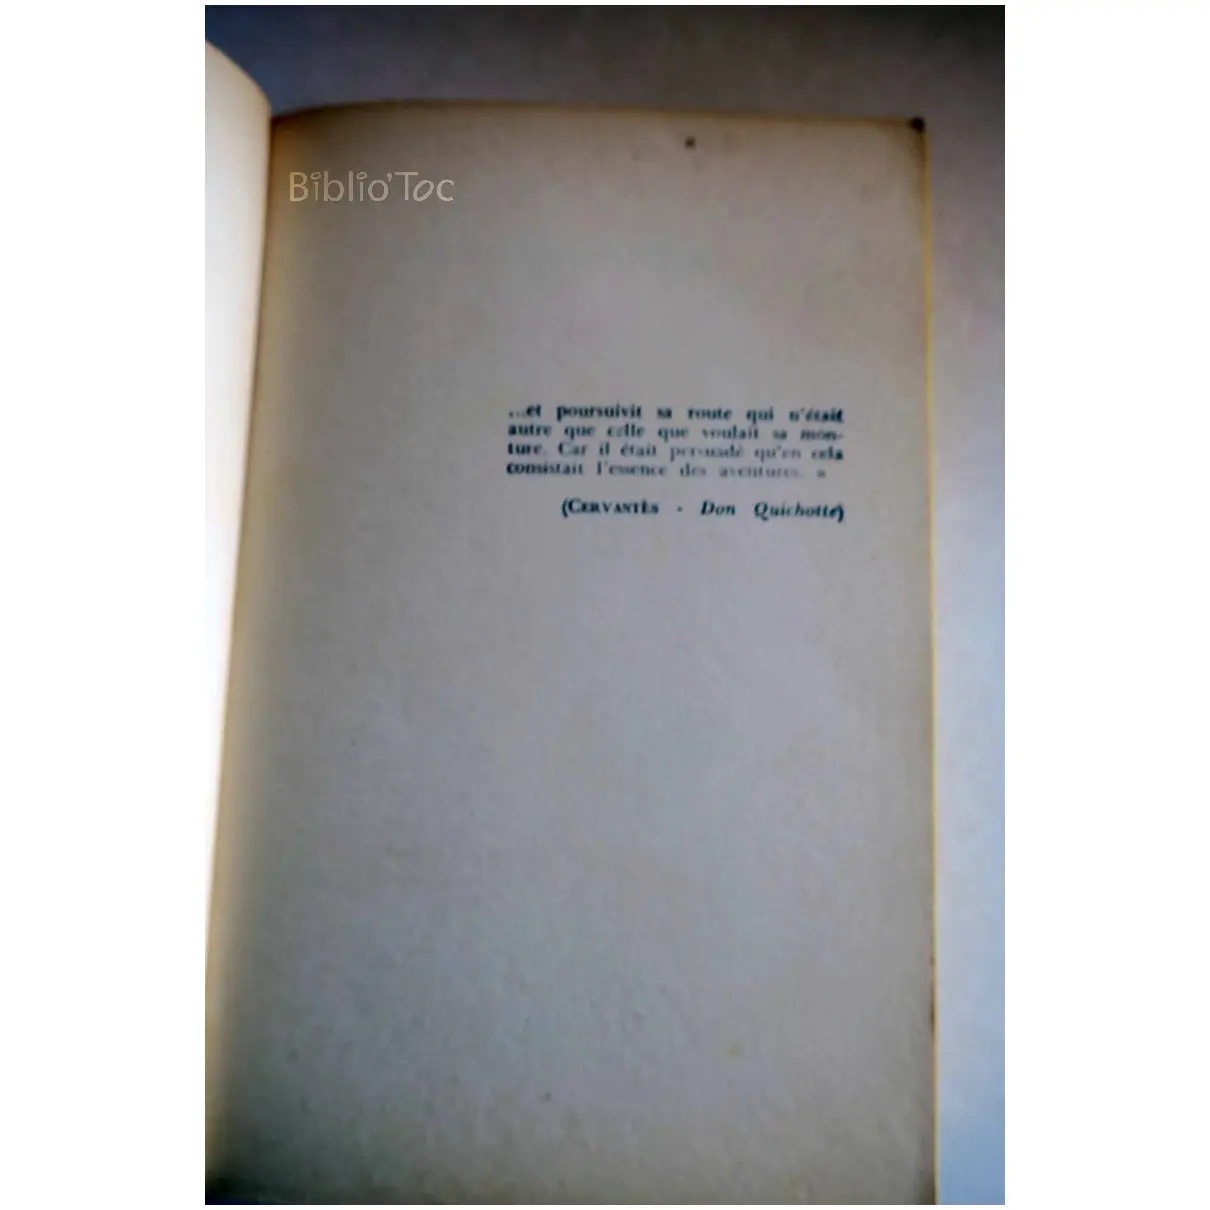 Biblio'Toc
...et poursuivit sa route qui n'était
autre que celle que voulait sa mon-
ture. Car il était persuadé qu'en cela
consistait l'essence des aventures. »
(CERVANTÈS - Don Quichotte)